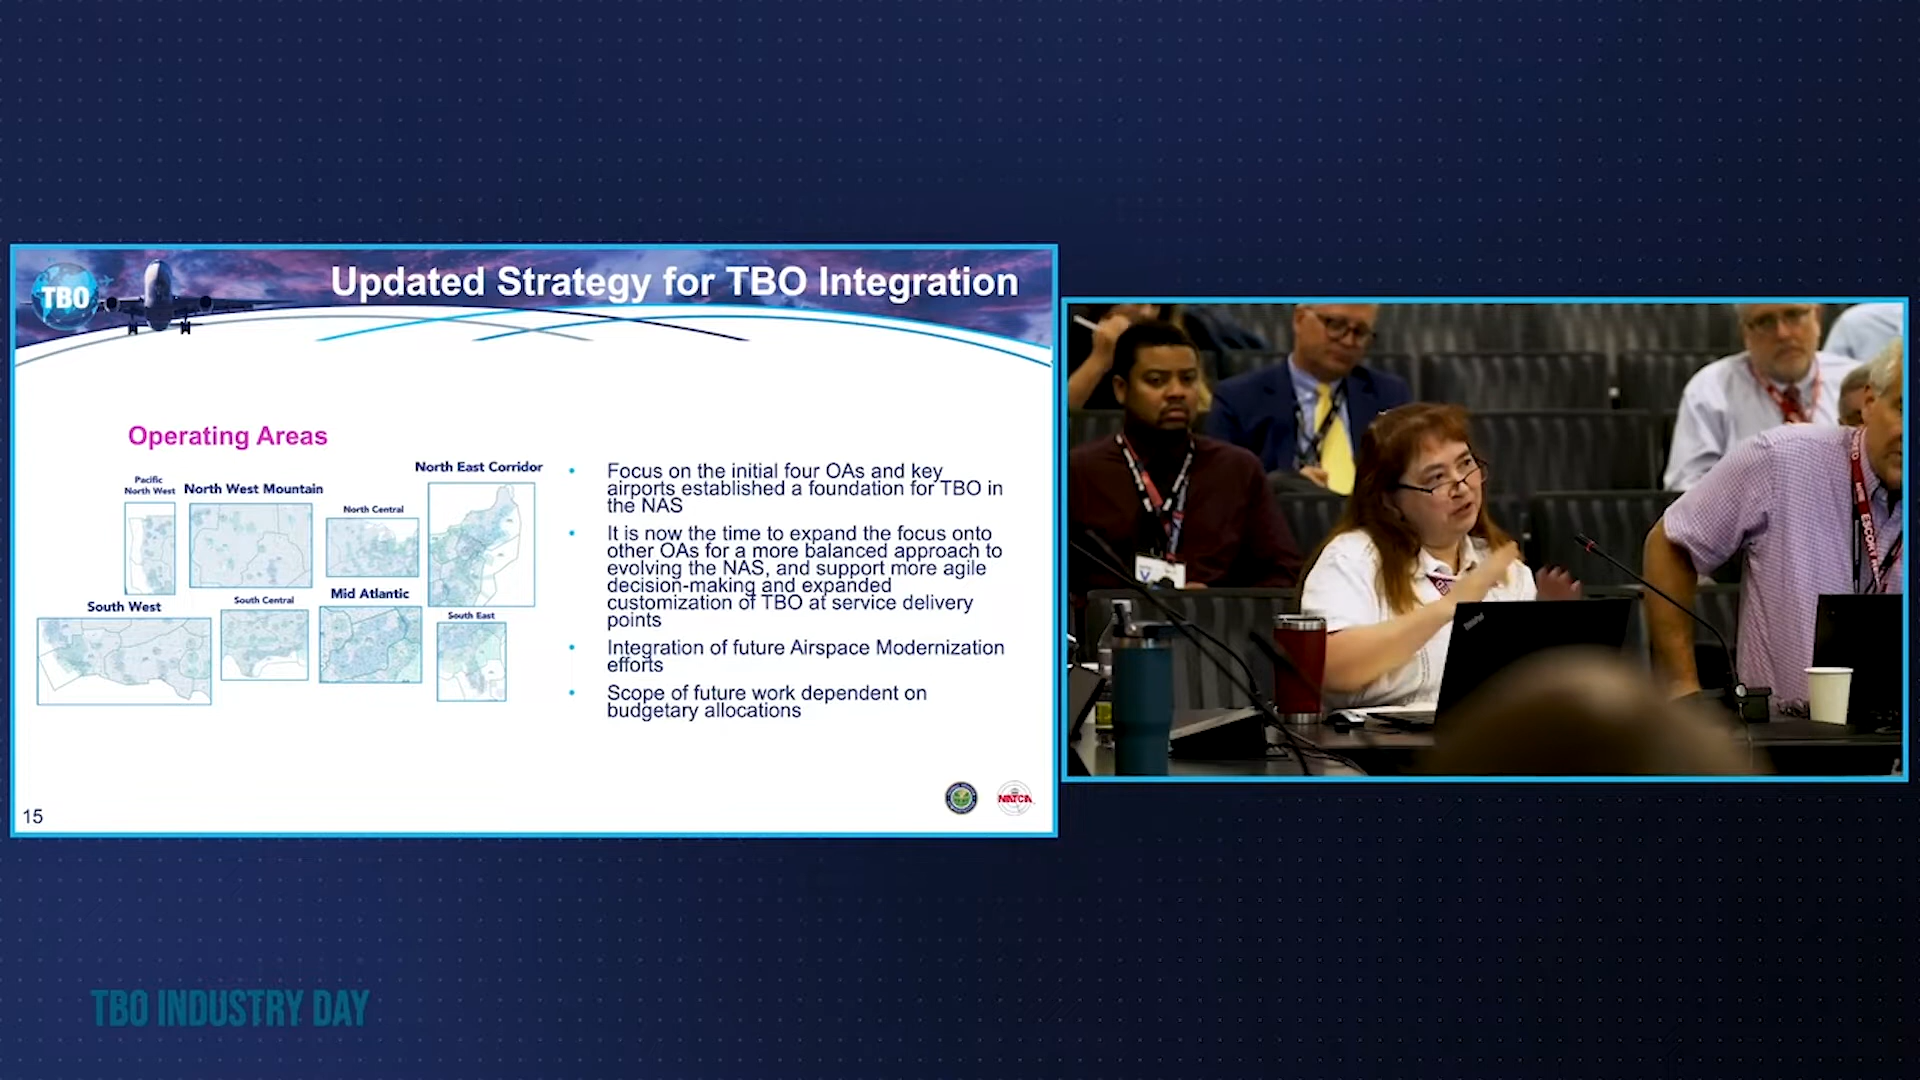 TBO
Updated Strategy for TBO Integration
Operating Areas
Pacific
North West
North West Mountain
North Central
North East Corridor
South West
South Central
Mid Atlantic
South East
• Focus on the initial four OAs and key
airports established a foundation for TBO in
the NAS
• It is now the time to expand the focus onto
other OAs for a more balanced approach to
evolving the NAS, and support more agile
decision-making and expanded
customization of TBO at service delivery
points
• Integration of future Airspace Modernization
efforts
• Scope of future work dependent on
budgetary allocations
NATCA
15
ThinkPad
ESCORT
TBO INDUSTRY DAY